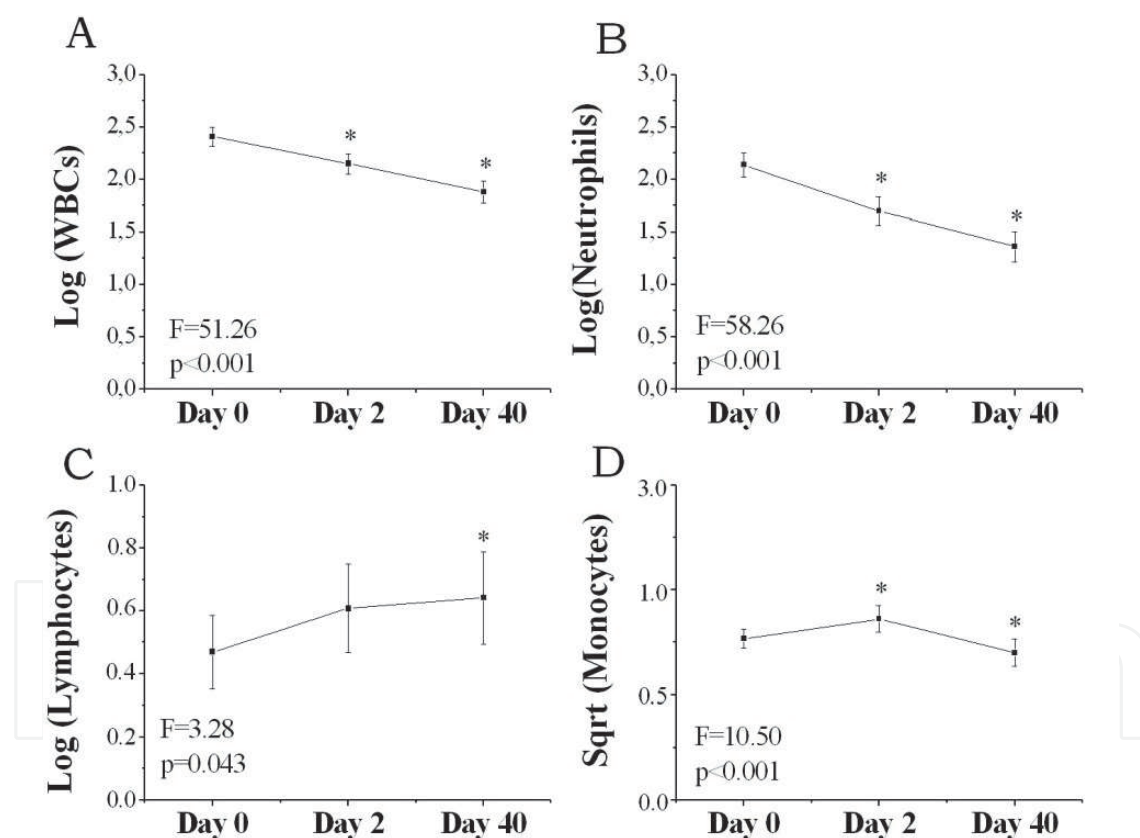 A
Log (WBCs)
3,0
2,5
2,0
1,5
1,0
0,5
0,0
*
*
F=51.26
p<0.001
Day 0 Day 2 Day 40
B
Log(Neutrophils)
3,0
2,5
2,0
1,5
1,0
0,5
0,0
*
*
F=58.26
p<0.001
Day 0 Day 2 Day 40
C
Log (Lymphocytes)
1.0
0.8
0.6
0.4
0.2
0.0
*
F=3.28
p=0.043
Day 0 Day 2 Day 40
D
Sqrt (Monocytes)
3.0
1.0
0.5
0.0
*
*
F=10.50
p<0.001
Day 0 Day 2 Day 40